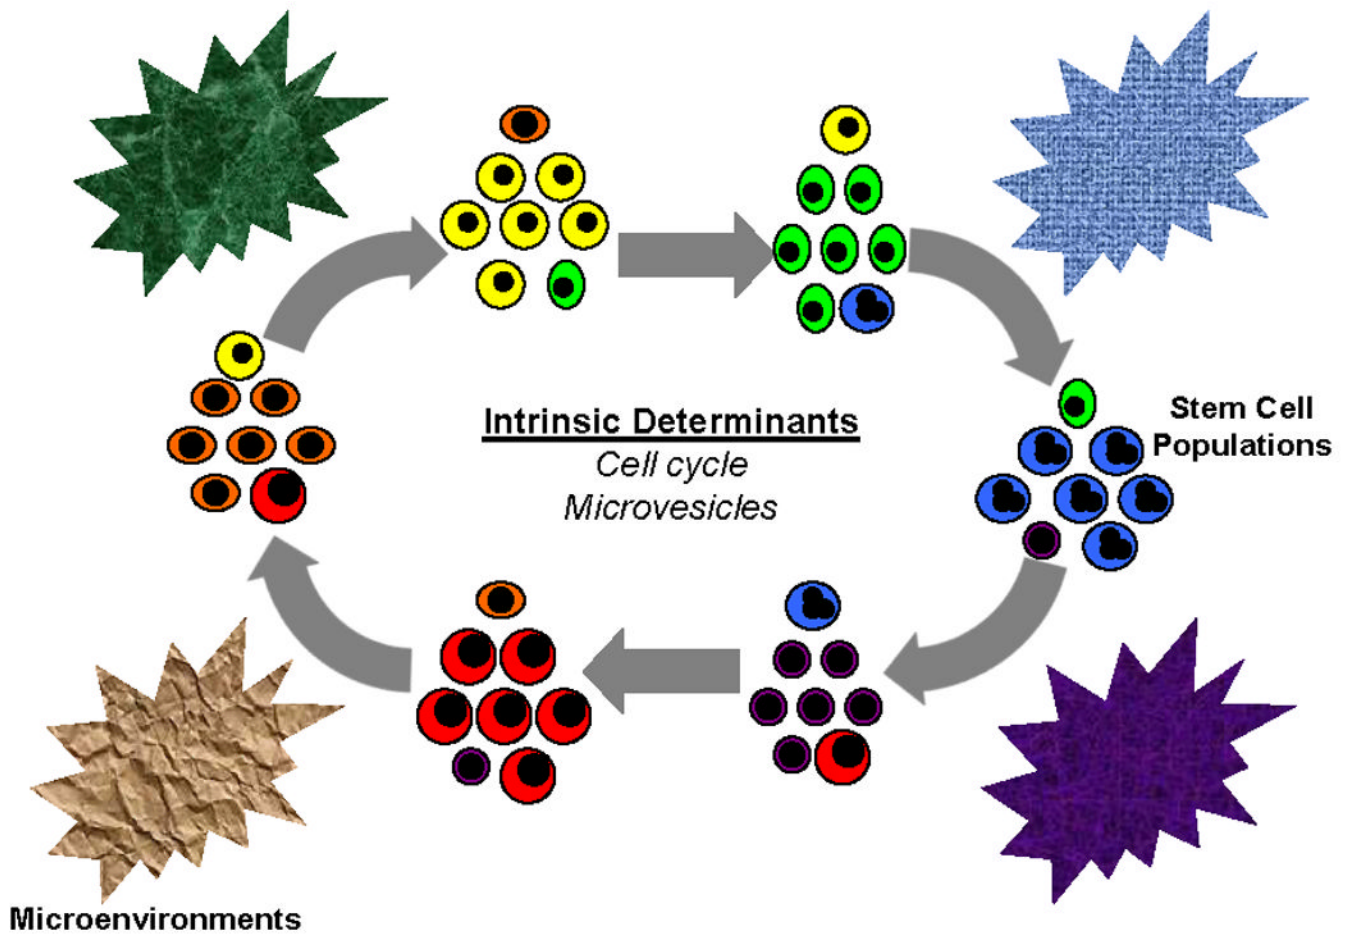 Intrinsic Determinants
Cell cycle
Microvesicles
Stem Cell
Populations
Microenvironments